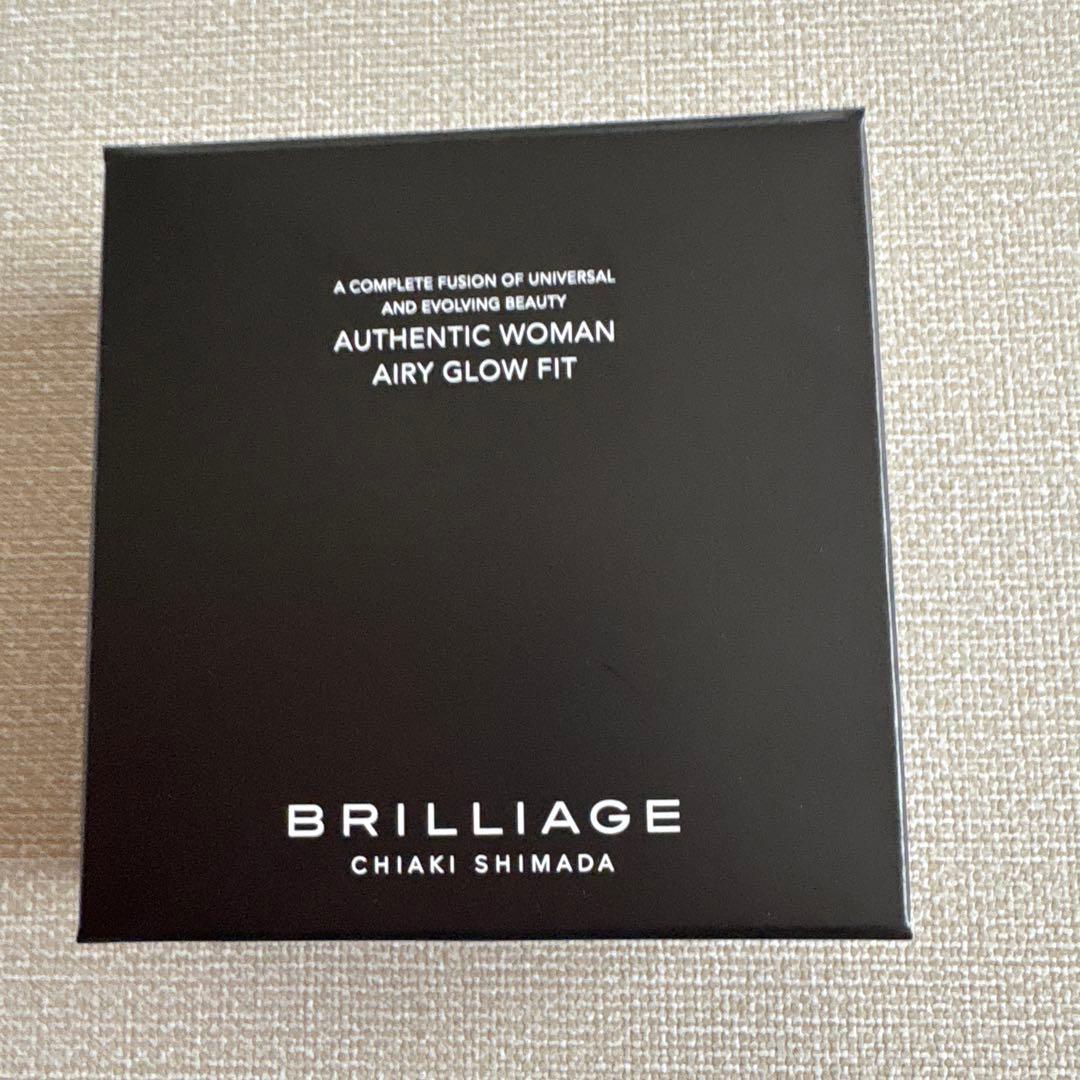 A COMPLETE FUSION OF UNIVERSAL
AND EVOLVING BEAUTY
AUTHENTIC WOMAN
AIRY GLOW FIT
BRILLIAGE
CHIAKI SHIMADA